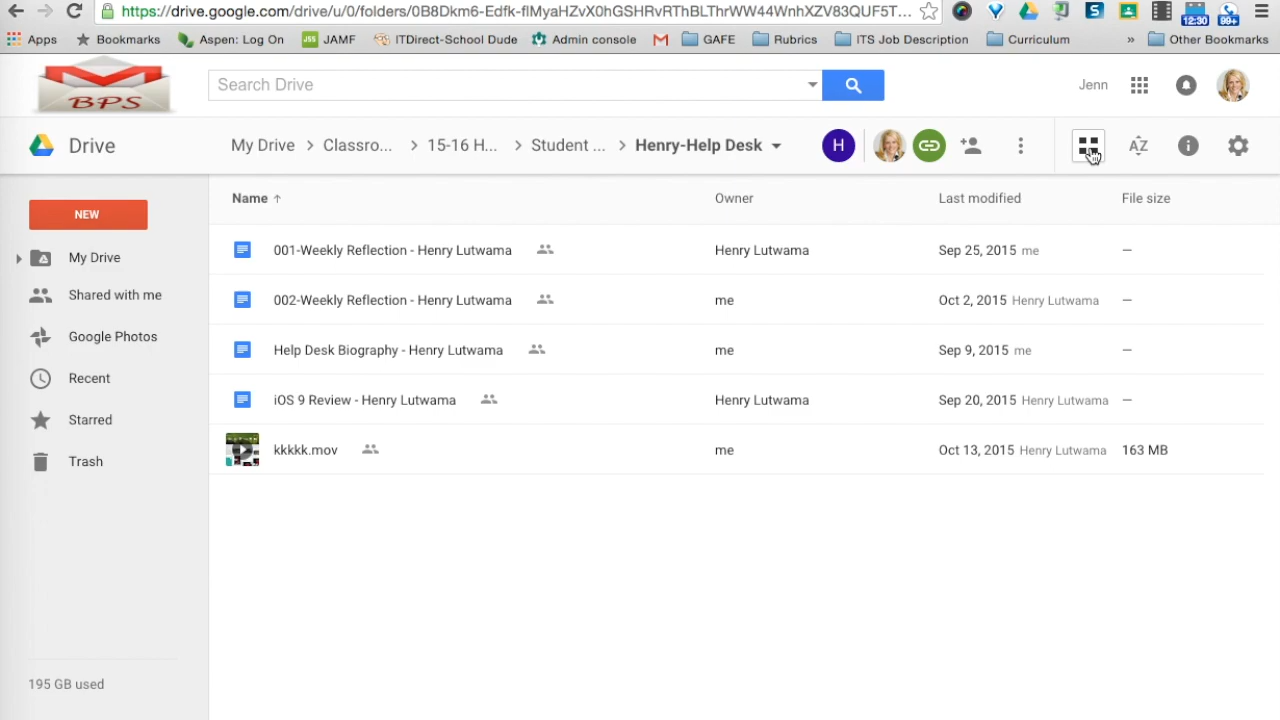 https://drive.google.com/drive/u/0/folders/0B8Dkm6-Edfk-flMyaHZvX0hGSHRvRThBLThrWW44WnhXZV83QUF5T... 12:30 99+
Apps Bookmarks Aspen: Log On JSS JAMF ITDirect-School Dude Admin console GAFE Rubrics ITS Job Description Curriculum » Other Bookmarks
BPS Search Drive Jenn
Drive My Drive > Classro... > 15-16 H... > Student ... > Henry-Help Desk H AZ
Name ↑ Owner Last modified File size
NEW
001-Weekly Reflection - Henry Lutwama Henry Lutwama Sep 25, 2015 me —
My Drive
Shared with me
002-Weekly Reflection - Henry Lutwama me Oct 2, 2015 Henry Lutwama —
Google Photos
Help Desk Biography - Henry Lutwama me Sep 9, 2015 me —
Recent
iOS 9 Review - Henry Lutwama Henry Lutwama Sep 20, 2015 Henry Lutwama —
Starred
kkkkk.mov me Oct 13, 2015 Henry Lutwama 163 MB
Trash
195 GB used